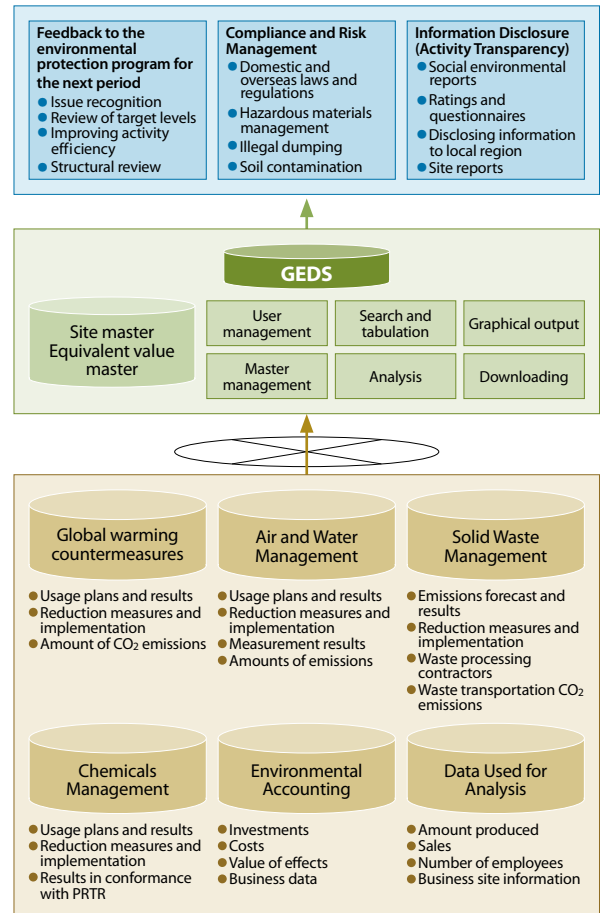 Feedback to the
environmental
protection program for
the next period
Issue recognition
Review of target levels
Improving activity
efficiency
Structural review
Compliance and Risk
Management
Domestic and
overseas laws and
regulations
Hazardous materials
management
Illegal dumping
Soil contamination
Information Disclosure
(Activity Transparency)
Social environmental
reports
Ratings and
questionnaires
Disclosing information
to local region
Site reports
GEDS
Site master
Equivalent value
master
User
management
Search and
tabulation
Graphical output
Master
management
Analysis
Downloading
Global warming
countermeasures
Usage plans and results
Reduction measures and
implementation
Amount of CO₂ emissions
Air and Water
Management
Usage plans and results
Reduction measures and
implementation
Measurement results
Amounts of emissions
Solid Waste
Management
Emissions forecast and
results
Reduction measures and
implementation
Waste processing
contractors
Waste transportation CO₂
emissions
Chemicals
Management
Usage plans and results
Reduction measures and
implementation
Results in conformance
with PRTR
Environmental
Accounting
Investments
Costs
Value of effects
Business data
Data Used for
Analysis
Amount produced
Sales
Number of employees
Business site information